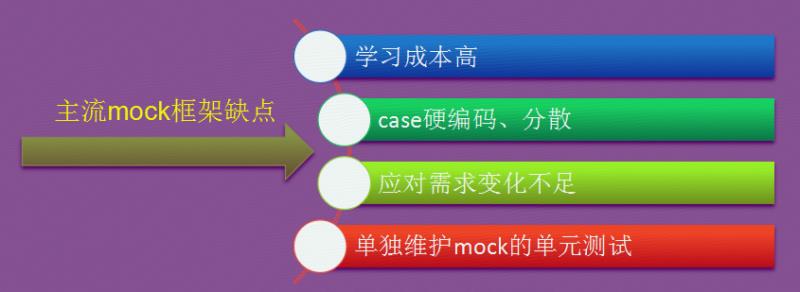 主流mock框架缺点
学习成本高
case硬编码、分散
应对需求变化不足
单独维护mock的单元测试